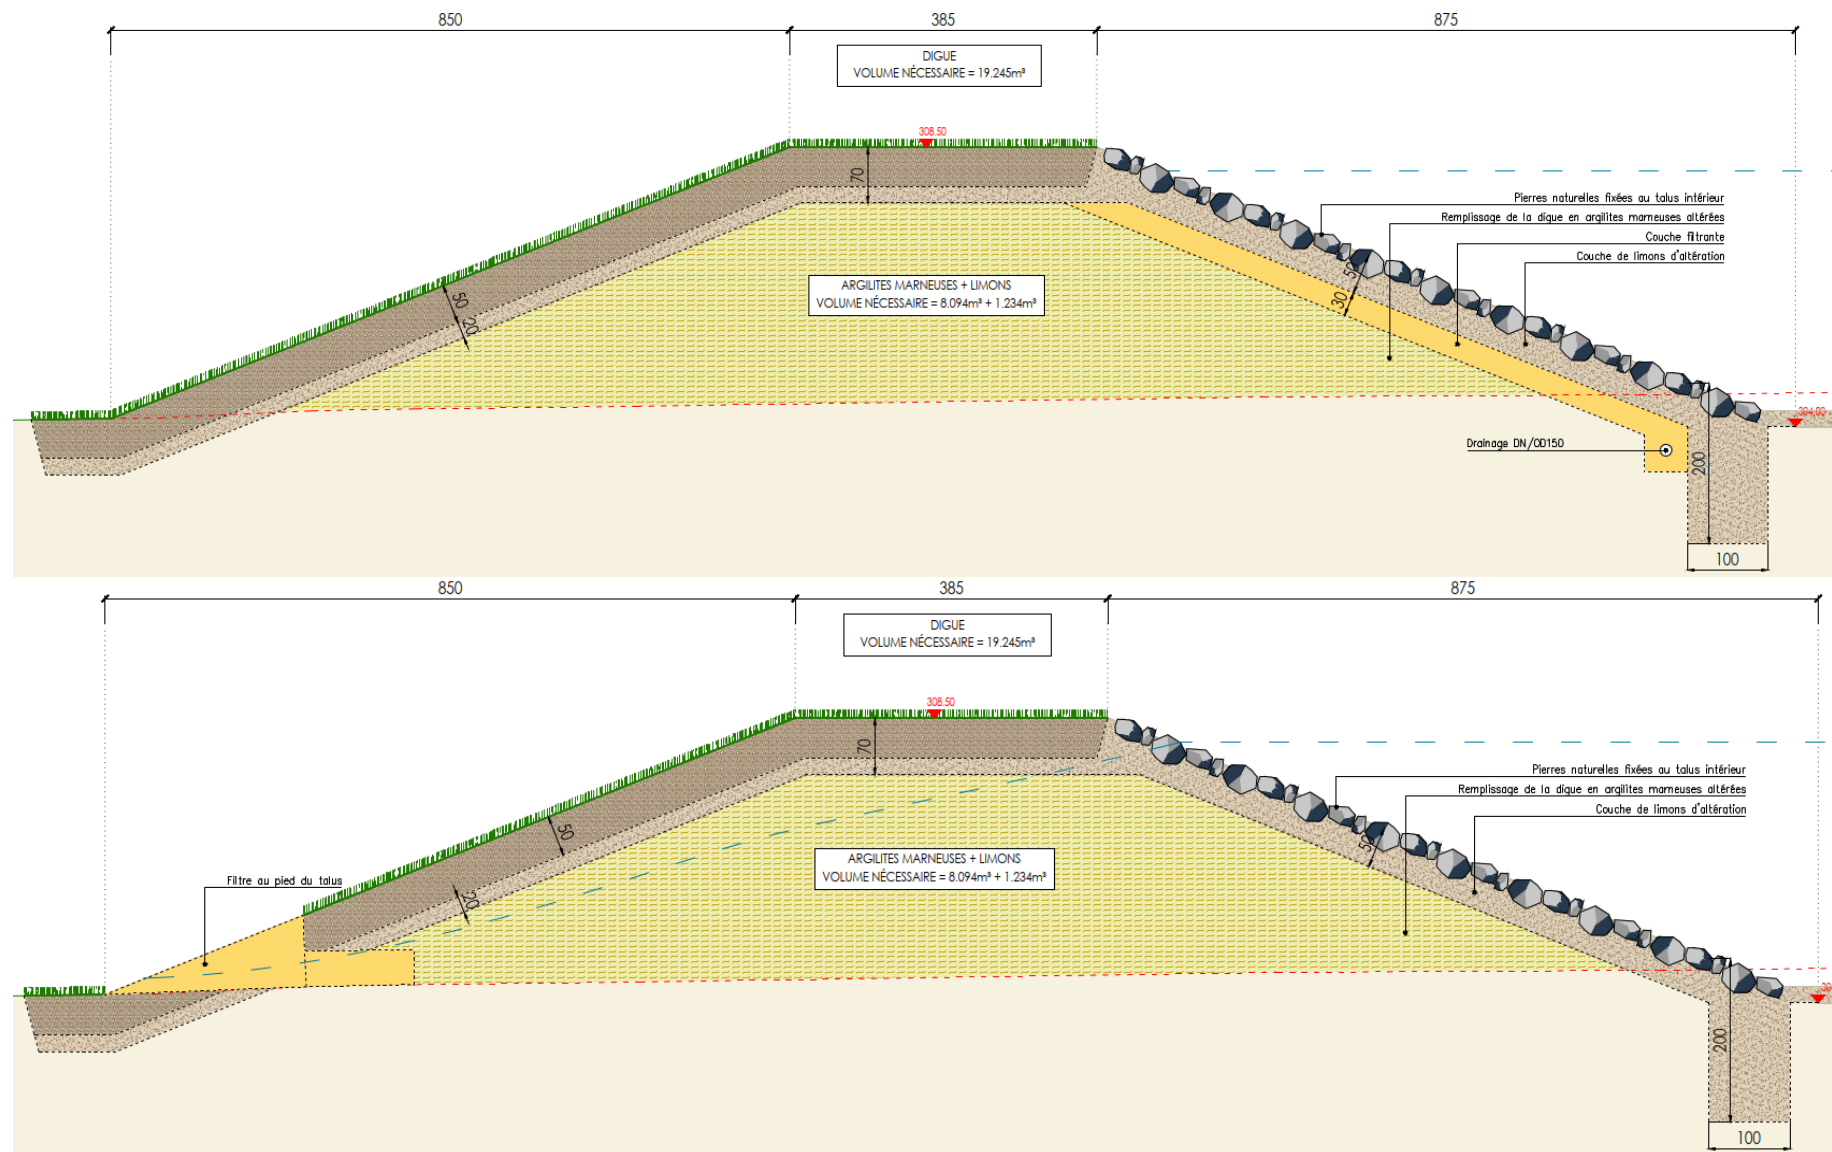 850
385
875
DIGUE
VOLUME NÉCESSAIRE = 19.245m³
308.50
70
Pierres naturelles fixées au talus intérieur
Remplissage de la digue en argilites marneuses altérées
Couche filtrante
Couche de limons d'altération
50
30
ARGILITES MARNEUSES + LIMONS
VOLUME NÉCESSAIRE = 8.094m³ + 1.234m³
50
20
304.00
Drainage DN/OD150
200
100
850
385
875
DIGUE
VOLUME NÉCESSAIRE = 19.245m³
308.50
70
Pierres naturelles fixées au talus intérieur
Remplissage de la digue en argilites marneuses altérées
Couche de limons d'altération
50
50
ARGILITES MARNEUSES + LIMONS
VOLUME NÉCESSAIRE = 8.094m³ + 1.234m³
Filtre au pied du talus
20
30
200
100